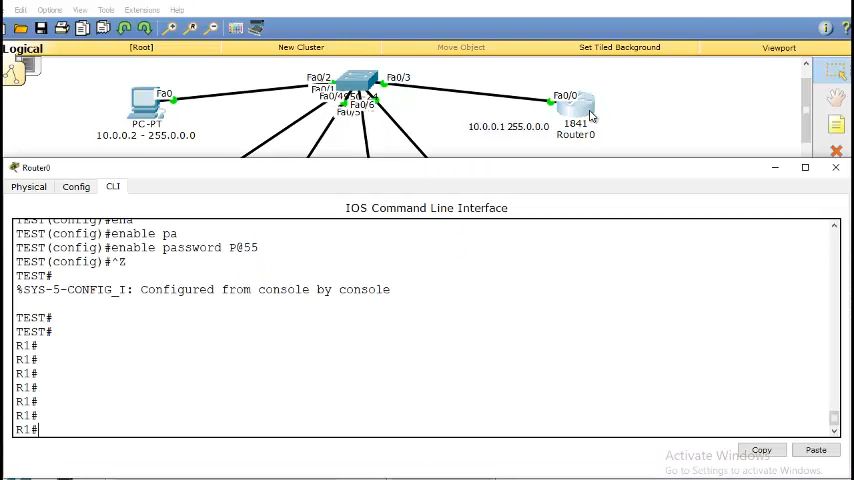 Edit Options View Tools Extensions Help
Logical [Root] New Cluster Move Object Set Tiled Background Viewport
Fa0/2 Fa0/3
Fa0 Fa0/0
Fa0/6
PC-PT
10.0.0.2 - 255.0.0.0
10.0.0.1 255.0.0.0
1841
Router0
Router0
Physical Config CLI
IOS Command Line Interface
TEST(config)#ena
TEST(config)#enable pa
TEST(config)#enable password P@55
TEST(config)#^Z
TEST#
%SYS-5-CONFIG_I: Configured from console by console
TEST#
TEST#
R1#
R1#
R1#
R1#
R1#
R1#
R1#
Copy Paste
Activate Windows
Go to Settings to activate Windows.